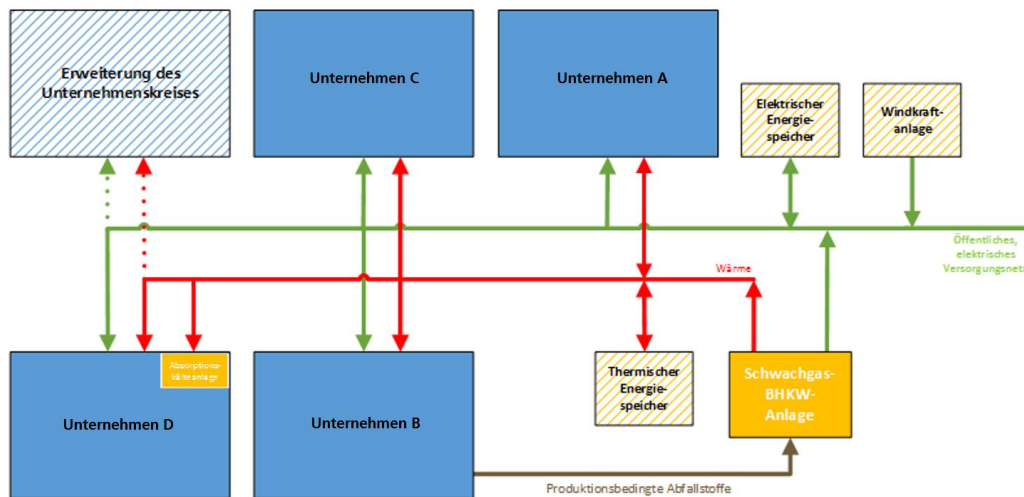 Erweiterung des
Unternehmenskreises
Unternehmen C
Unternehmen A
Elektrischer
Energie-
speicher
Windkraft-
anlage
Öffentliches,
elektrisches
Versorgungsnetz
Wärme
Absorptions-
kälteanlage
Unternehmen D
Unternehmen B
Thermischer
Energie-
speicher
Schwachgas-
BHKW-
Anlage
Produktionsbedingte Abfallstoffe